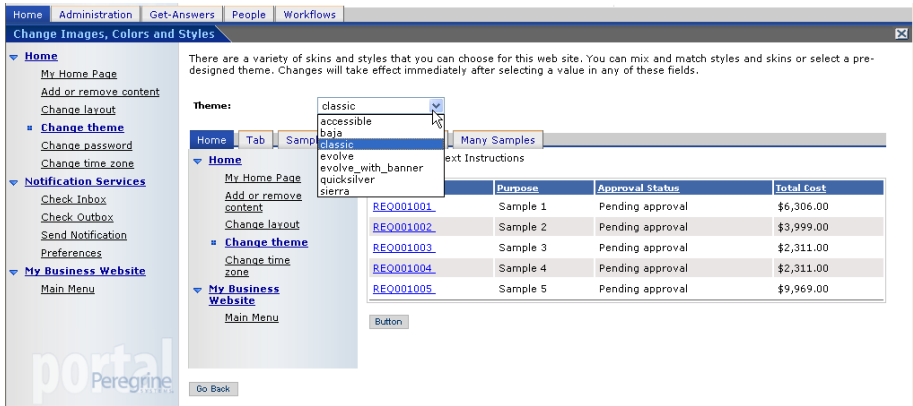 Home Administration Get-Answers People Workflows
Change Images, Colors and Styles
Home
My Home Page
Add or remove content
Change layout
Change theme
Change password
Change time zone
Notification Services
Check Inbox
Check Outbox
Send Notification
Preferences
My Business Website
Main Menu
portal
Peregrine
There are a variety of skins and styles that you can choose for this web site. You can mix and match styles and skins or select a pre-
designed theme. Changes will take effect immediately after selecting a value in any of these fields.
Theme: classic
accessible
baja
classic
evolve
evolve_with_banner
quicksilver
sierra
Home Tab Samp Many Samples
Home
My Home Page
Add or remove
content
Change layout
Change theme
Change time
zone
My Business
Website
Main Menu
ext Instructions
Purpose Approval Status Total Cost
REQ001001 Sample 1 Pending approval $6,306.00
REQ001002 Sample 2 Pending approval $3,999.00
REQ001003 Sample 3 Pending approval $2,311.00
REQ001004 Sample 4 Pending approval $2,311.00
REQ001005 Sample 5 Pending approval $9,969.00
Button
Go Back